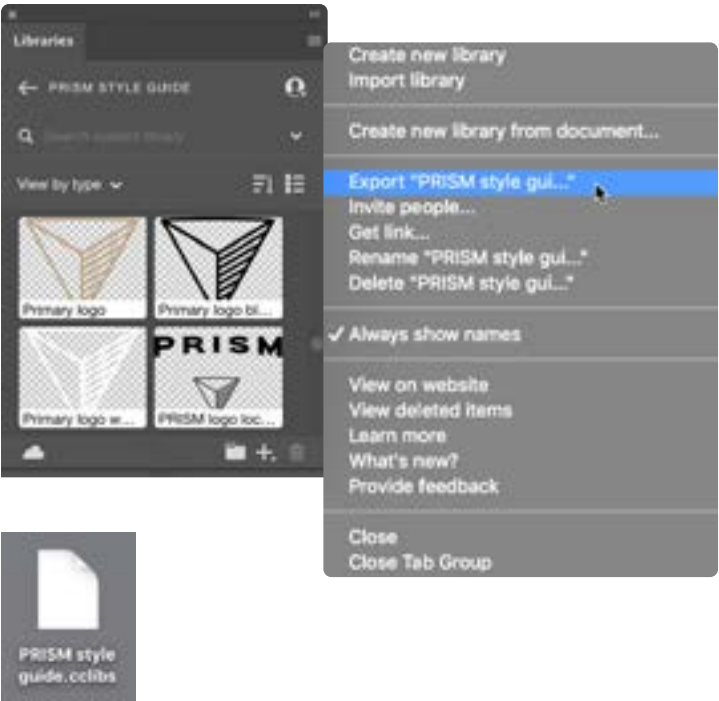 Libraries
PRISM STYLE GUIDE
Search current library
View by type
Primary logo
Primary logo bl...
PRISM
Primary logo w...
PRISM logo loc...
Create new library
Import library
Create new library from document...
Export "PRISM style gui..."
Invite people...
Get link...
Rename "PRISM style gui..."
Delete "PRISM style gui..."
Always show names
View on website
View deleted items
Learn more
What's new?
Provide feedback
Close
Close Tab Group
PRISM style
guide.cclibs